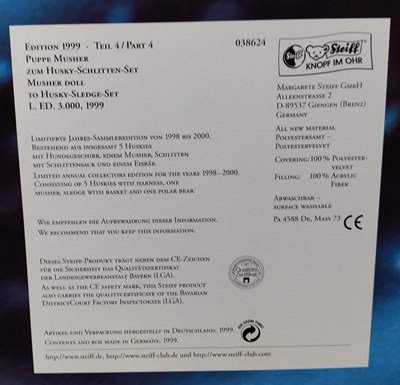 Edition 1999 · Teil 4 / Part 4
038624
Puppe Musher
zum Husky-Schlitten-Set
Musher doll
to Husky-Sledge-Set
L. ED. 3.000, 1999
Steiff
Steiff
KNOPF IM OHR
Margarete Steiff GmbH
Alleenstrasse 2
D-89537 Giengen (Brenz)
Germany
Limitierte Jahres-Sammleredition von 1998 bis 2000.
Bestehend aus insgesamt 5 Huskies
mit Hundegeschirr, einem Musher, Schlitten
mit Schlittensack und einem Eisbär.
Limited annual collectors edition for the years 1998–2000.
Consisting of 5 Huskies with harness, one
musher, sledge with basket and one polar bear.
All new material
Polyestersamt –
Polyestervelvet
Covering: 100 % Polyester-
velvet
Filling: 100 % Acrylic
Fiber
Abwaschbar –
surface washable
Pa 4588 De, Mass 73 CE
Wir empfehlen die Aufbewahrung dieser Information.
We recommend that you keep this information.
Dieses Steiff-Produkt trägt neben dem CE-Zeichen
für die Sicherheit das Qualitätszertifikat
der Landesgewerbeanstalt Bayern (LGA).
As well as the CE safety mark, this Steiff product
also carries the qualitycertificate of the Bavarian
DistrictCourt Factory Inspectorate (LGA).
Artikel und Verpackung hergestellt in Deutschland, 1999.
Contents and box made in Germany, 1999.
DER GRÜNE PUNKT
http://www.steiff.de, http://www.steiff-club.de und http://www.steiff-club.com